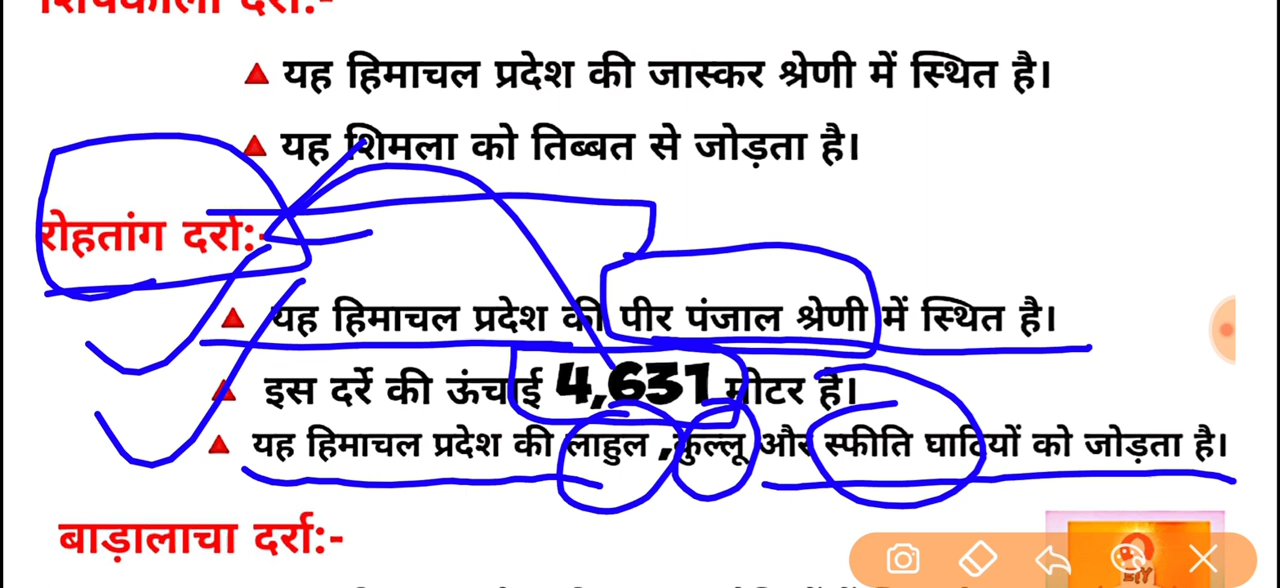 यह हिमाचल प्रदेश की जास्कर श्रेणी में स्थित है।
यह शिमला को तिब्बत से जोड़ता है।
रोहतांग दर्रा:-
यह हिमाचल प्रदेश की पीर पंजाल श्रेणी में स्थित है।
इस दर्रे की ऊंचाई 4,631 मीटर है।
यह हिमाचल प्रदेश की लाहुल ,कुल्लू और स्फीति घाटियों को जोड़ता है।
बाड़ालाचा दर्रा:-